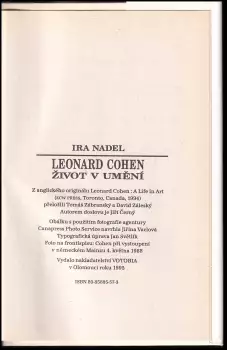 IRA NADEL
LEONARD COHEN
ŽIVOT V UMĚNÍ
Z anglického originálu Leonard Cohen : A Life in Art
(ECW Press, Toronto, Canada, 1994)
přeložili Tomáš Zábranský a David Záleský
Autorem doslovu je Jiří Černý
Obálku s použitím fotografie agentury
Canapress Photo Service navrhla Jiřina Vaclová
Typografická úprava Jan Světlík
Foto na frontispisu: Cohen při vystoupení
v německém Mainzu 4. května 1988
Vydalo nakladatelství VOTOBIA
v Olomouci roku 1995
ISBN 80-85885-57-5